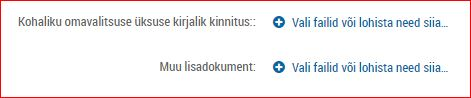 Kohaliku omavalitsuse üksuse kirjalik kinnitus:: Vali failid või lohista need siia...
Muu lisadokument: Vali failid või lohista need siia...